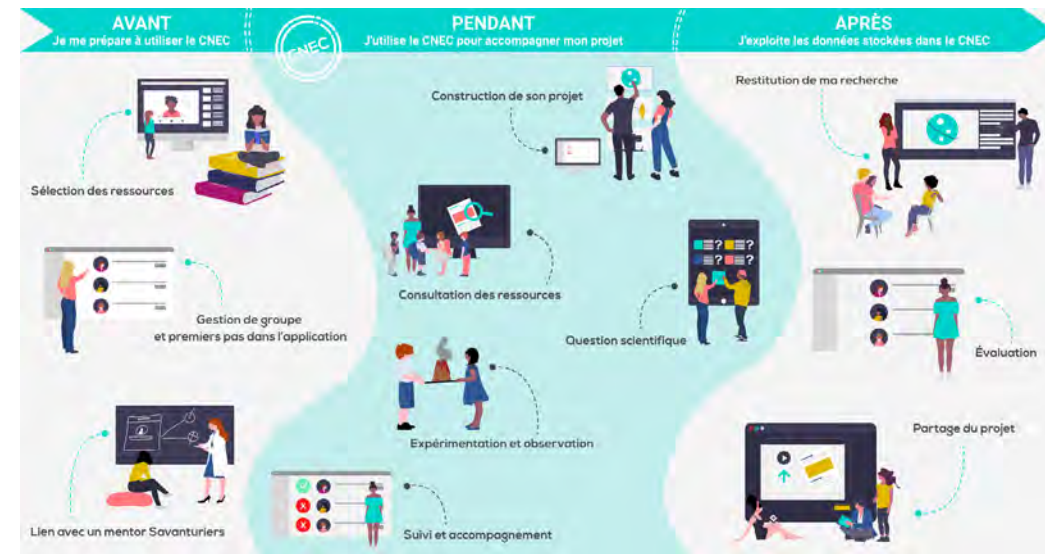 AVANT
Je me prépare à utiliser le CNEC
CNEC
PENDANT
J'utilise le CNEC pour accompagner mon projet
APRÈS
J'exploite les données stockées dans le CNEC
Sélection des ressources
Gestion de groupe
et premiers pas dans l'application
Lien avec un mentor Savanturiers
Construction de son projet
Consultation des ressources
Question scientifique
? ?
? ?
Expérimentation et observation
Suivi et accompagnement
Restitution de ma recherche
Évaluation
Partage du projet